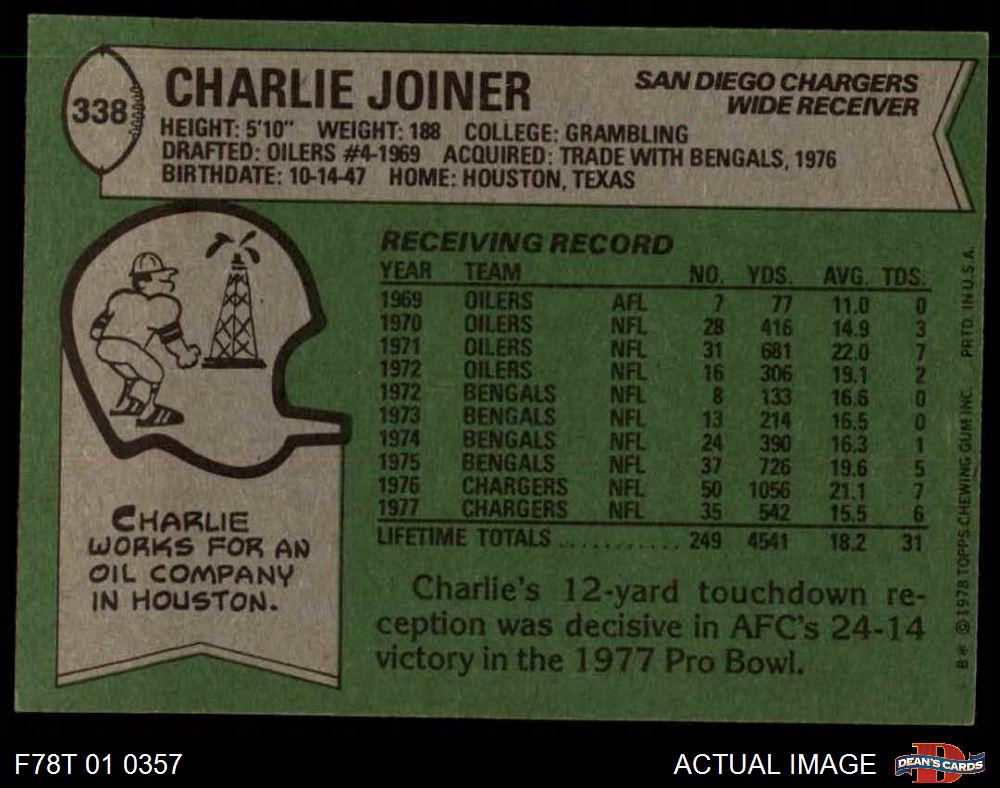 338
CHARLIE JOINER
SAN DIEGO CHARGERS
WIDE RECEIVER
HEIGHT: 5'10" WEIGHT: 188 COLLEGE: GRAMBLING
DRAFTED: OILERS #4-1969 ACQUIRED: TRADE WITH BENGALS, 1976
BIRTHDATE: 10-14-47 HOME: HOUSTON, TEXAS
RECEIVING RECORD
YEAR TEAM NO. YDS. AVG. TDS.
1969 OILERS AFL 7 77 11.0 0
1970 OILERS NFL 28 416 14.9 3
1971 OILERS NFL 31 681 22.0 7
1972 OILERS NFL 16 306 19.1 2
1972 BENGALS NFL 8 133 16.6 0
1973 BENGALS NFL 13 214 16.5 0
1974 BENGALS NFL 24 390 16.3 1
1975 BENGALS NFL 37 726 19.6 5
1976 CHARGERS NFL 50 1056 21.1 7
1977 CHARGERS NFL 35 542 15.5 6
LIFETIME TOTALS............ 249 4541 18.2 31
CHARLIE
WORKS FOR AN
OIL COMPANY
IN HOUSTON.
Charlie's 12-yard touchdown re-
ception was decisive in AFC's 24-14
victory in the 1977 Pro Bowl.
B* © 1978 TOPPS CHEWING GUM INC. PRTD. IN U.S.A.
F78T 01 0357
ACTUAL IMAGE
DEAN'S CARDS